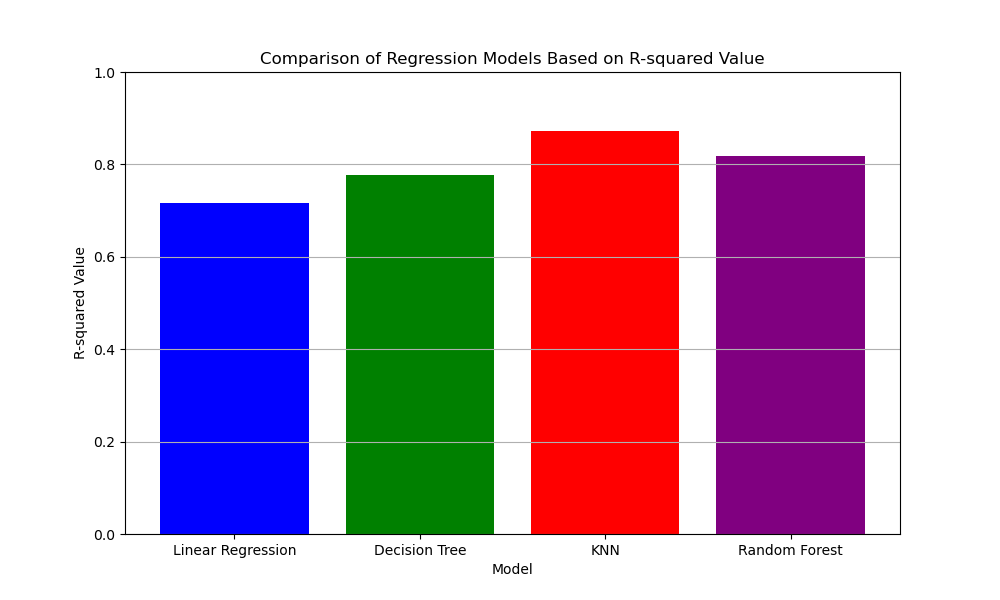 Comparison of Regression Models Based on R-squared Value
1.0
0.8
0.6
0.4
0.2
0.0
R-squared Value
Linear Regression Decision Tree KNN Random Forest
Model